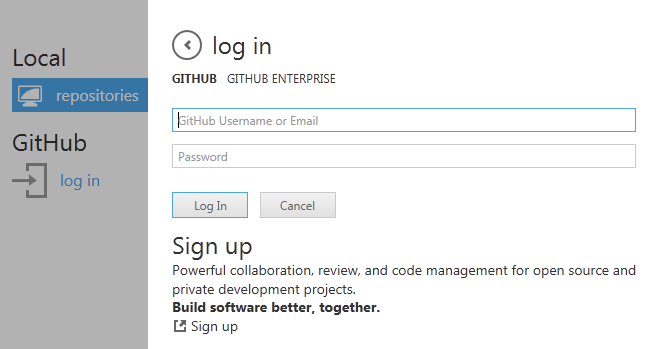 Local
repositories
GitHub
log in
log in
GITHUB GITHUB ENTERPRISE
GitHub Username or Email
Password
Log In Cancel
Sign up
Powerful collaboration, review, and code management for open source and
private development projects.
Build software better, together.
Sign up